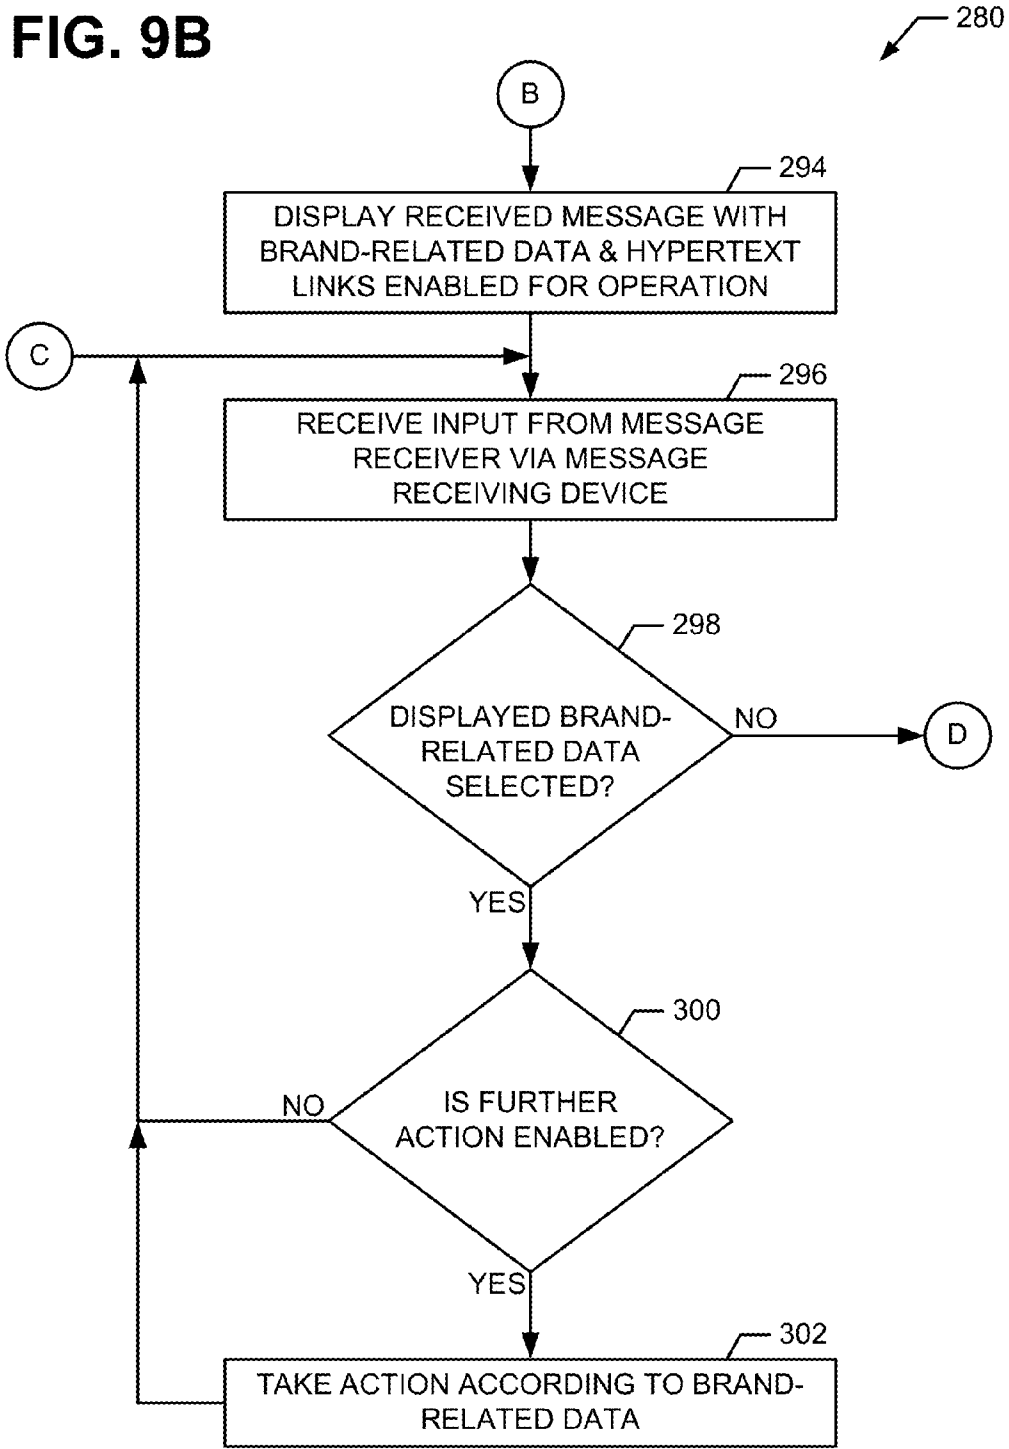 FIG. 9B
280
B
294
DISPLAY RECEIVED MESSAGE WITH
BRAND-RELATED DATA & HYPERTEXT
LINKS ENABLED FOR OPERATION
C
296
RECEIVE INPUT FROM MESSAGE
RECEIVER VIA MESSAGE
RECEIVING DEVICE
298
DISPLAYED BRAND-
RELATED DATA
SELECTED?
NO
D
YES
300
IS FURTHER
ACTION ENABLED?
NO
YES
302
TAKE ACTION ACCORDING TO BRAND-
RELATED DATA